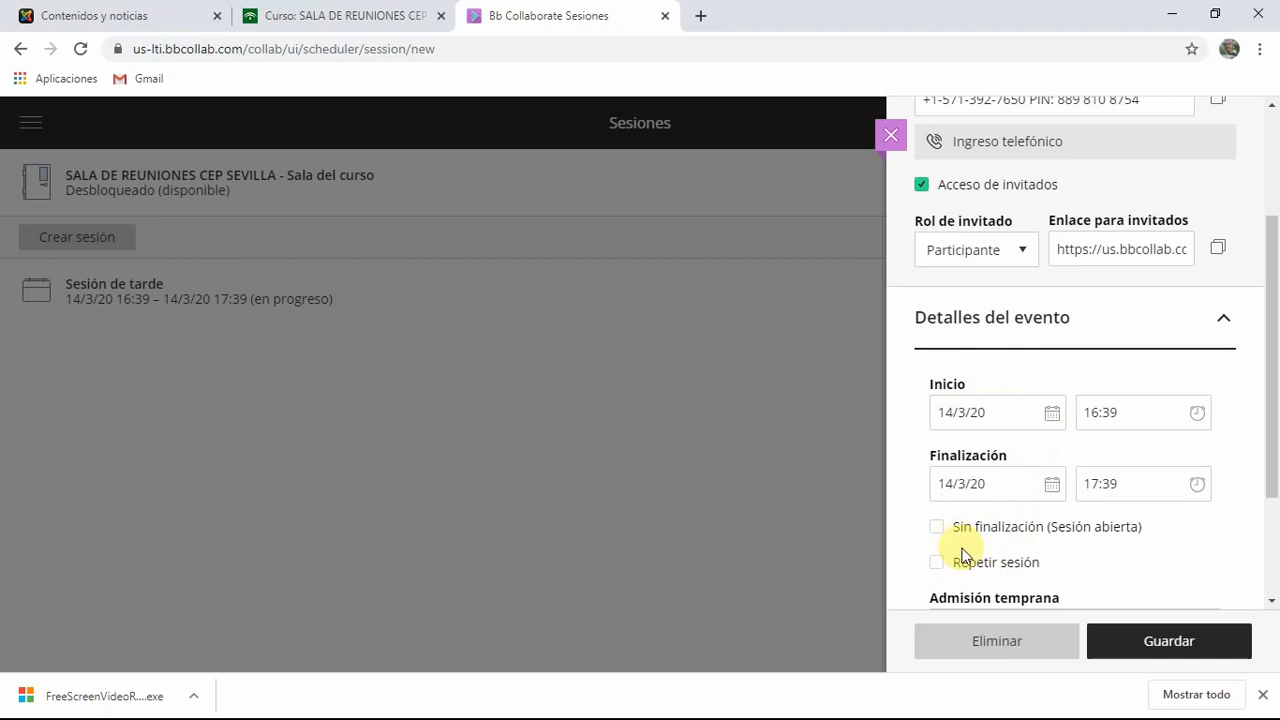 Contenidos y noticias
Curso: SALA DE REUNIONES CEP
Bb Collaborate Sesiones
us-lti.bbcollab.com/collab/ui/scheduler/session/new
Aplicaciones
Gmail
Sesiones
SALA DE REUNIONES CEP SEVILLA - Sala del curso
Desbloqueado (disponible)
Crear sesión
Sesión de tarde
14/3/20 16:39 – 14/3/20 17:39 (en progreso)
+1-571-392-7650 PIN: 889 810 8754
Ingreso telefónico
Acceso de invitados
Rol de invitado
Enlace para invitados
Participante
https://us.bbcollab.cc
Detalles del evento
Inicio
14/3/20
16:39
Finalización
14/3/20
17:39
Sin finalización (Sesión abierta)
Repetir sesión
Admisión temprana
Eliminar
Guardar
FreeScreenVideoR....exe
Mostrar todo